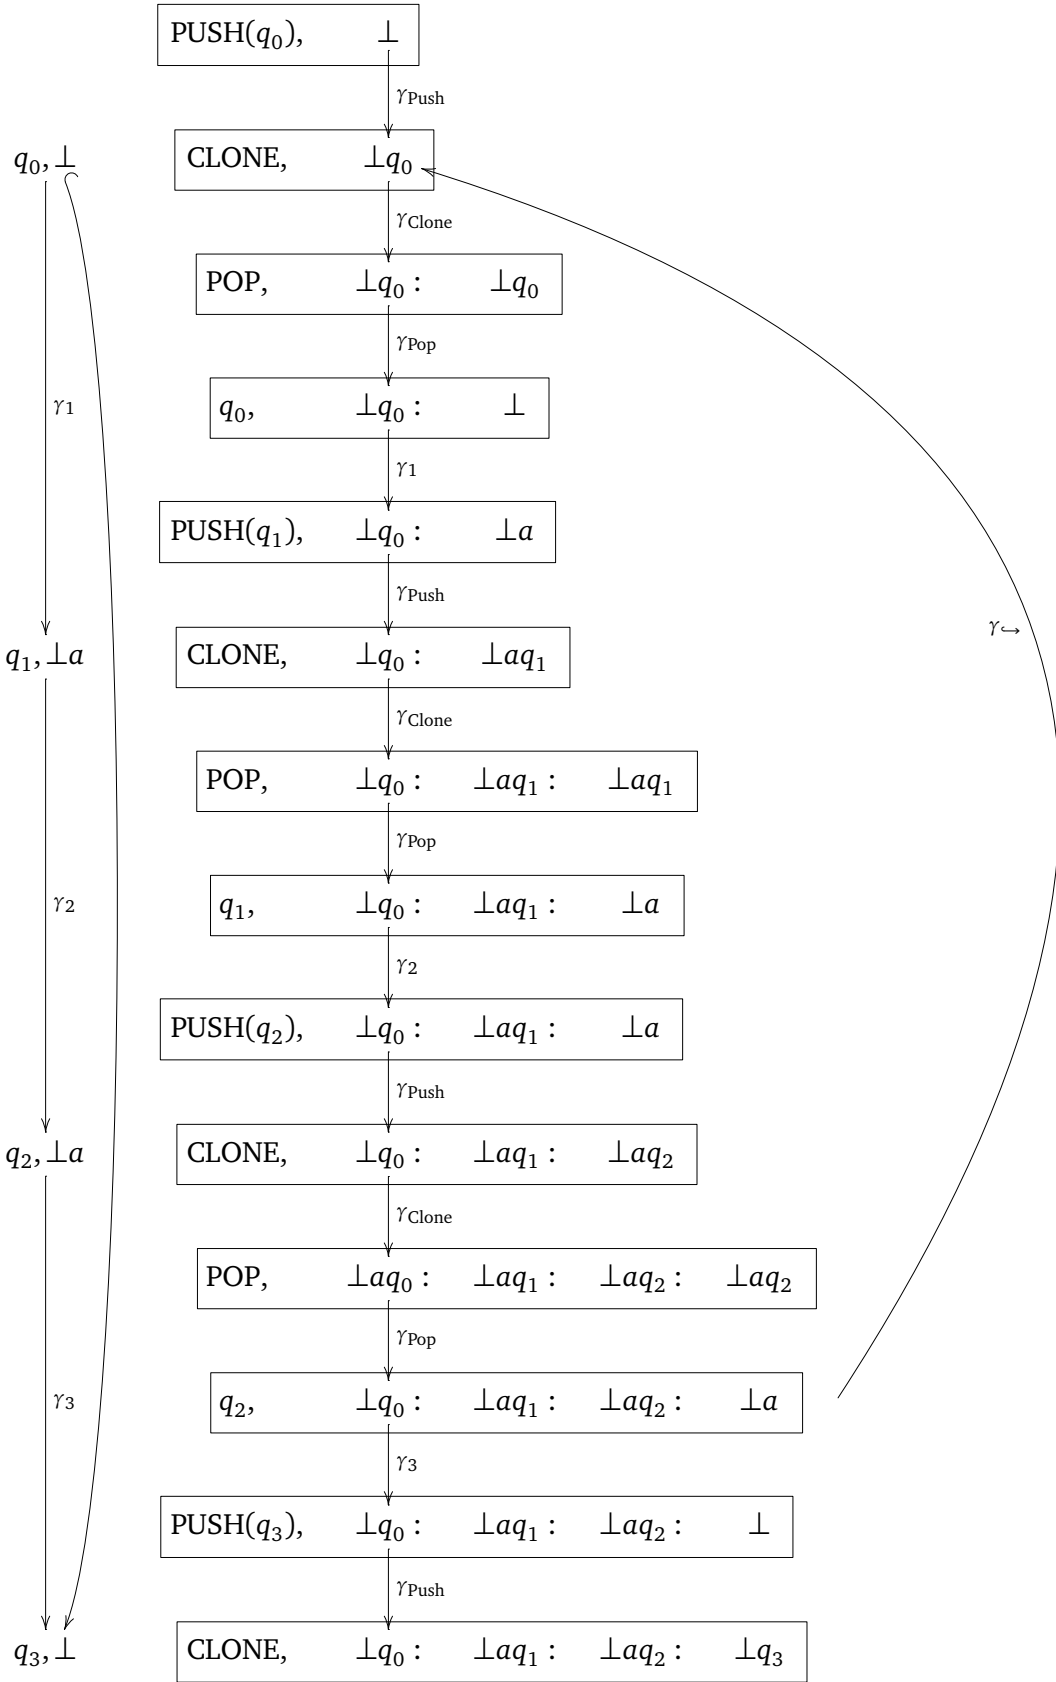 PUSH(q₀), ⊥
γPush
q₀, ⊥ CLONE, ⊥q₀
γClone
POP, ⊥q₀ : ⊥q₀
γPop
γ₁ q₀, ⊥q₀ : ⊥
γ₁
PUSH(q₁), ⊥q₀ : ⊥a
γPush
γ↪
q₁, ⊥a CLONE, ⊥q₀ : ⊥aq₁
γClone
POP, ⊥q₀ : ⊥aq₁ : ⊥aq₁
γPop
γ₂ q₁, ⊥q₀ : ⊥aq₁ : ⊥a
γ₂
PUSH(q₂), ⊥q₀ : ⊥aq₁ : ⊥a
γPush
q₂, ⊥a CLONE, ⊥q₀ : ⊥aq₁ : ⊥aq₂
γClone
POP, ⊥aq₀ : ⊥aq₁ : ⊥aq₂ : ⊥aq₂
γPop
γ₃ q₂, ⊥q₀ : ⊥aq₁ : ⊥aq₂ : ⊥a
γ₃
PUSH(q₃), ⊥q₀ : ⊥aq₁ : ⊥aq₂ : ⊥
γPush
q₃, ⊥ CLONE, ⊥q₀ : ⊥aq₁ : ⊥aq₂ : ⊥q₃